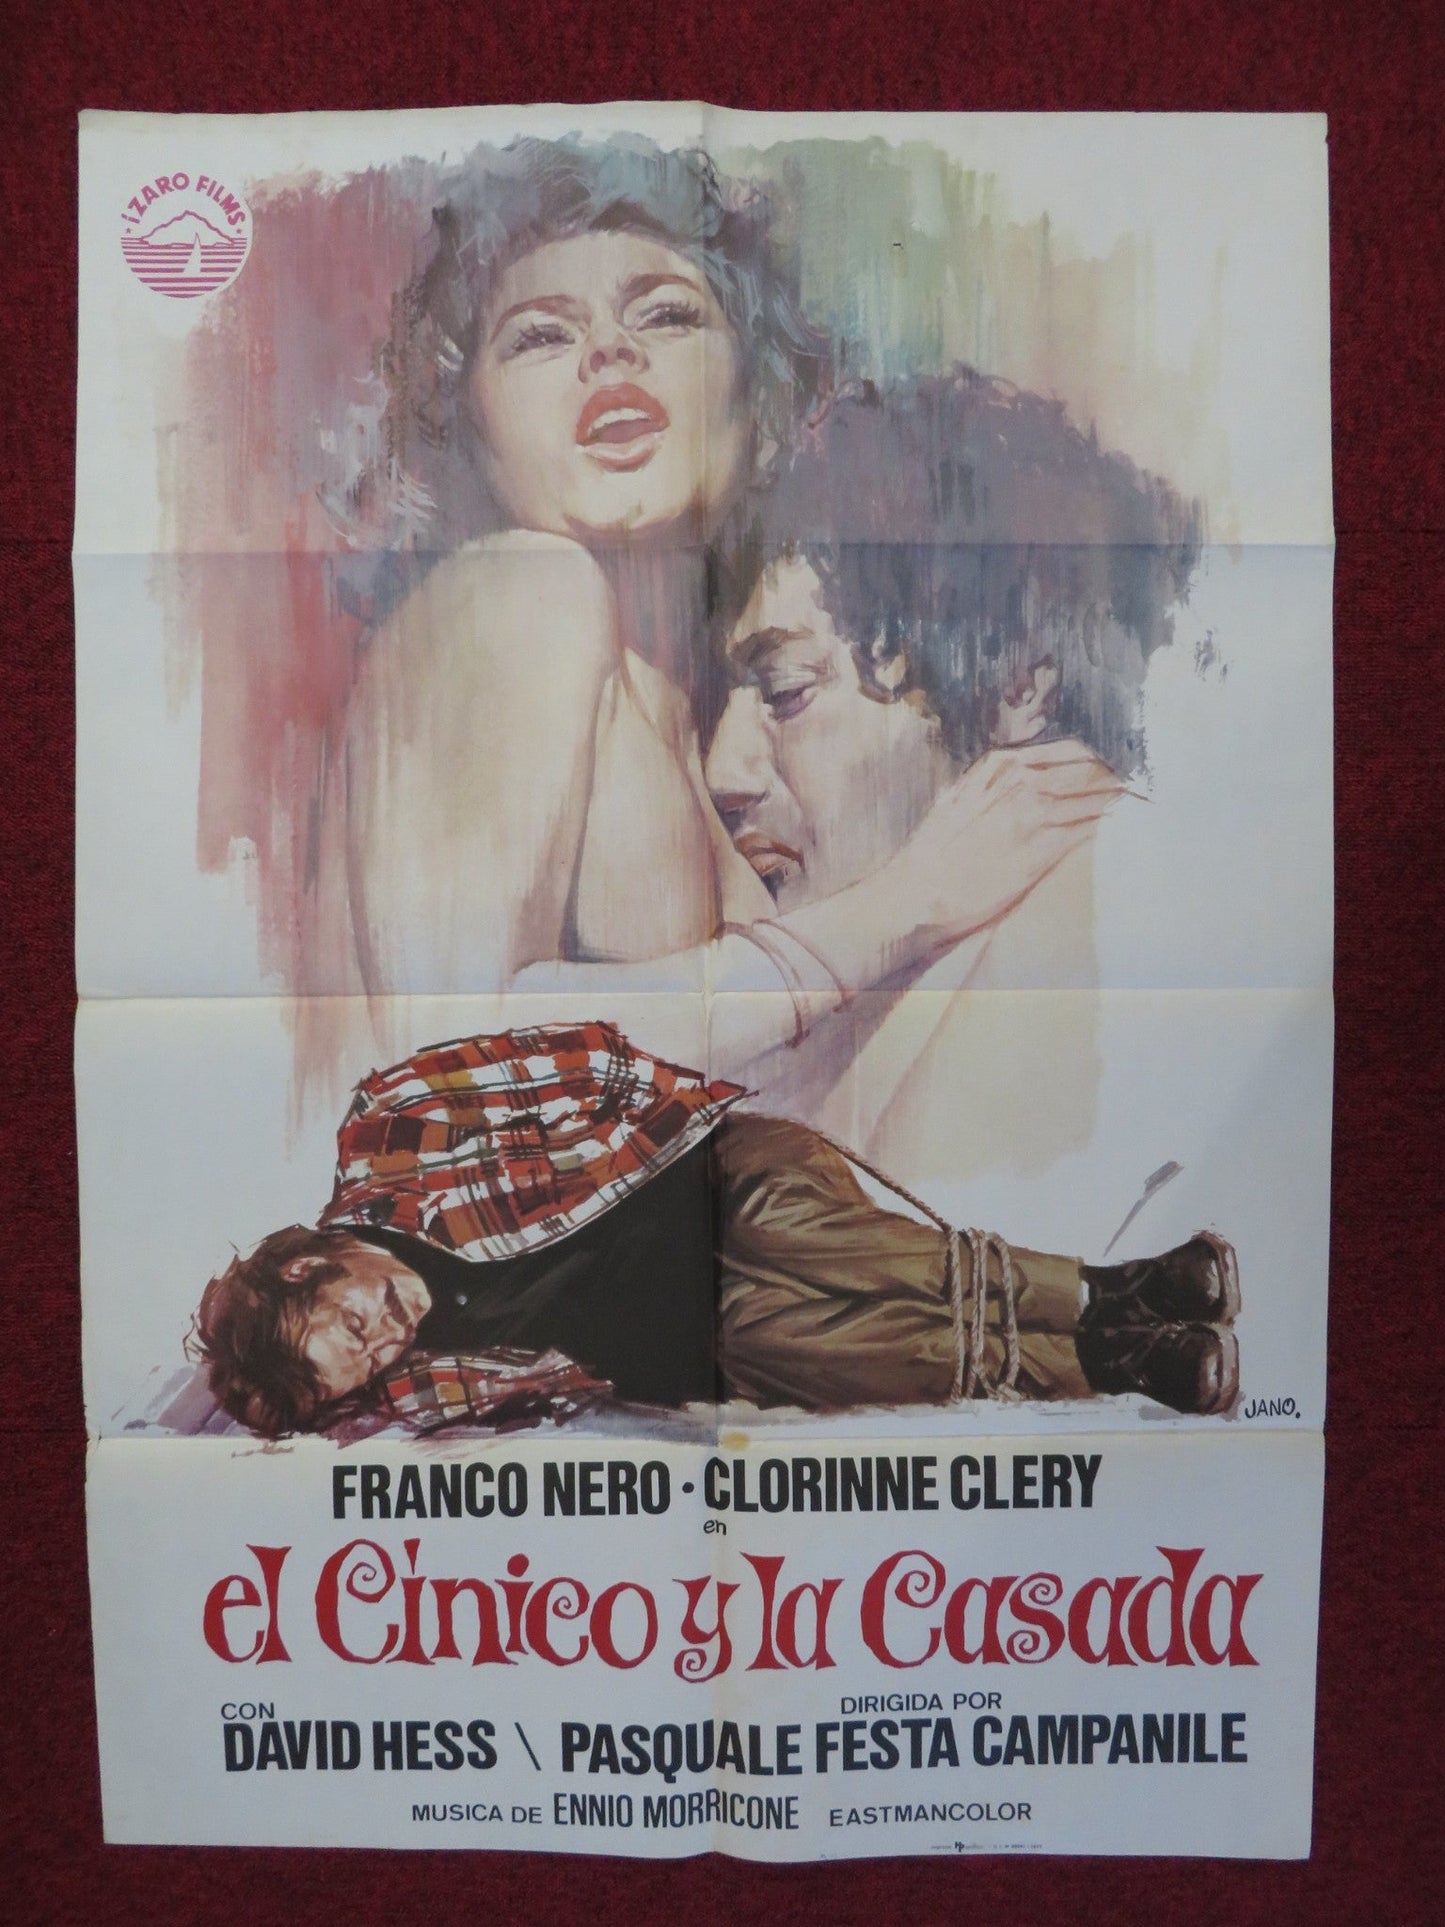 IZARO FILMS
JANO.
FRANCO NERO · CLORINNE CLERY
en
el Cínico y la Casada
CON
DAVID HESS \ DIRIGIDA POR
PASQUALE FESTA CAMPANILE
MUSICA DE ENNIO MORRICONE EASTMANCOLOR